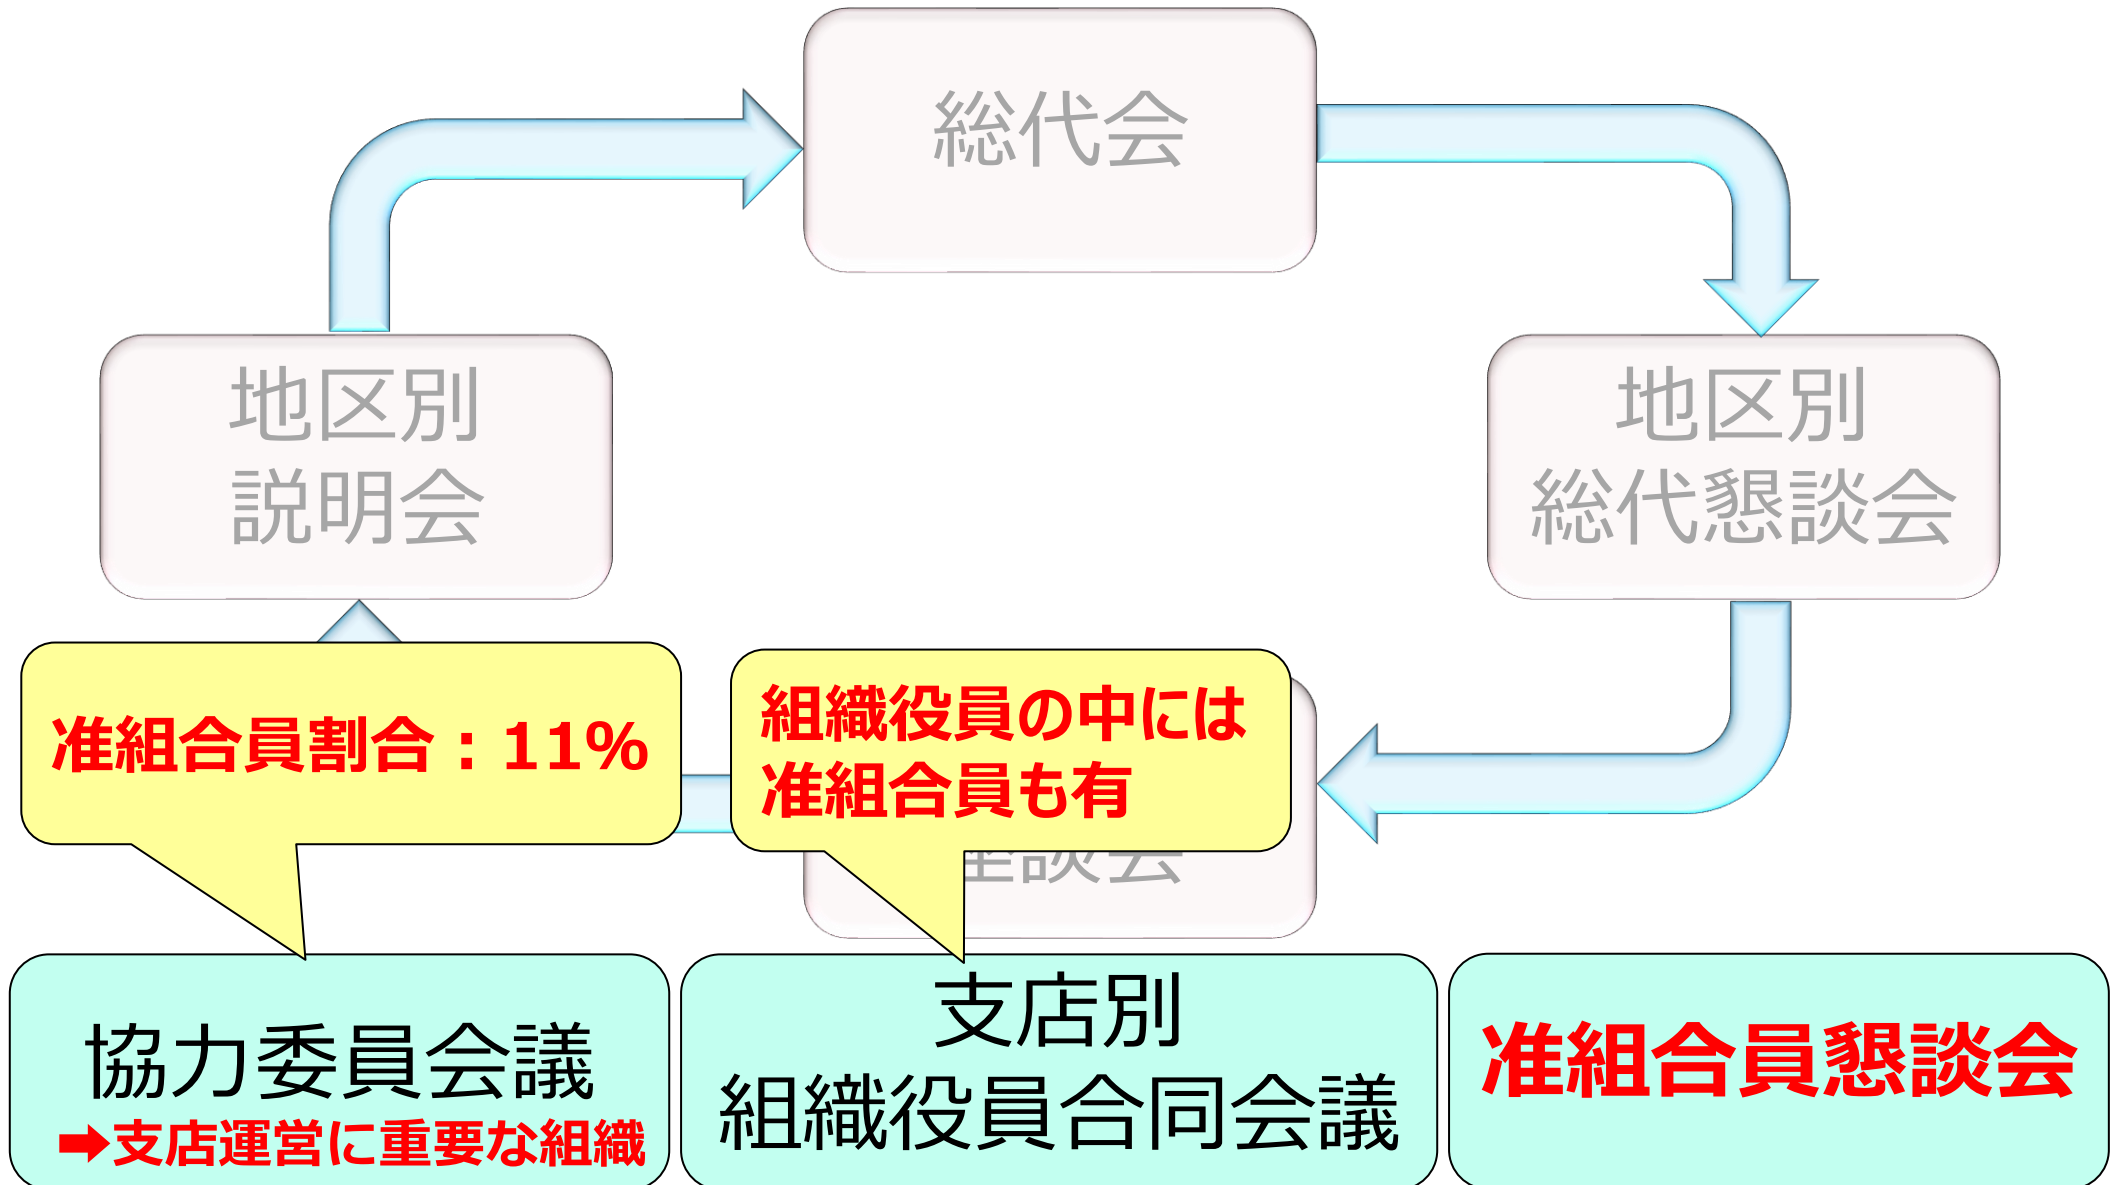 総代会
地区別
説明会
地区別
総代懇談会
准組合員割合：11%
組織役員の中には
准組合員も有
談会
協力委員会議
➡支店運営に重要な組織
支店別
組織役員合同会議
准組合員懇談会